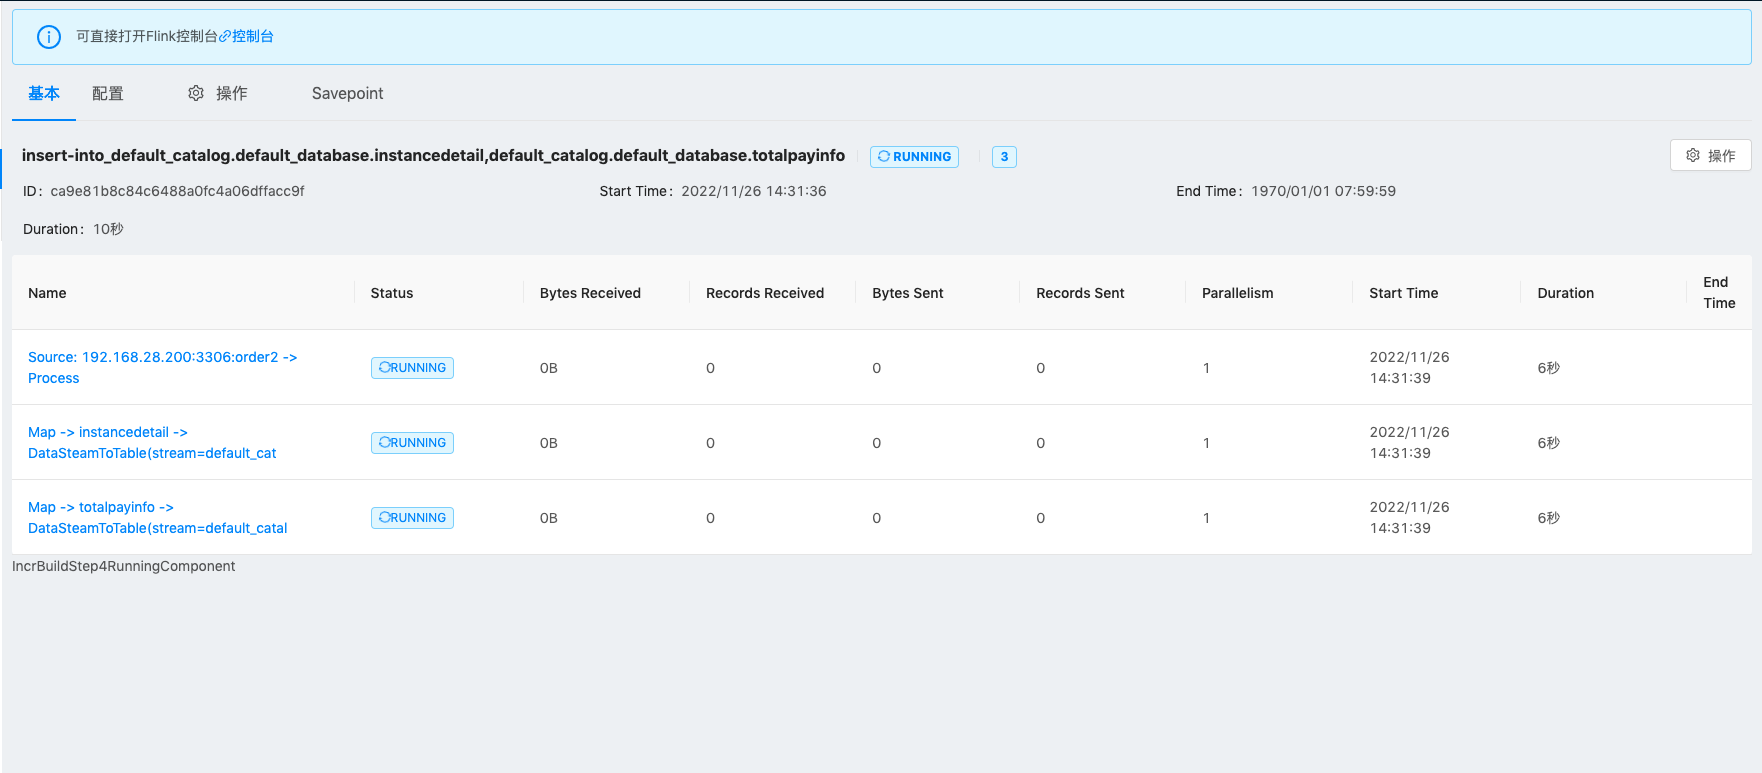 可直接打开Flink控制台控制台
基本 配置 操作 Savepoint
insert-into_default_catalog.default_database.instancedetail,default_catalog.default_database.totalpayinfo RUNNING 3 操作
ID: ca9e81b8c84c6488a0fc4a06dffacc9f Start Time: 2022/11/26 14:31:36 End Time: 1970/01/01 07:59:59
Duration: 10秒
Name Status Bytes Received Records Received Bytes Sent Records Sent Parallelism Start Time Duration End Time
Source: 192.168.28.200:3306:order2 -> Process RUNNING 0B 0 0 0 1 2022/11/26 14:31:39 6秒
Map -> instancedetail -> DataSteamToTable(stream=default_cat RUNNING 0B 0 0 0 1 2022/11/26 14:31:39 6秒
Map -> totalpayinfo -> DataSteamToTable(stream=default_catal RUNNING 0B 0 0 0 1 2022/11/26 14:31:39 6秒
IncrBuildStep4RunningComponent